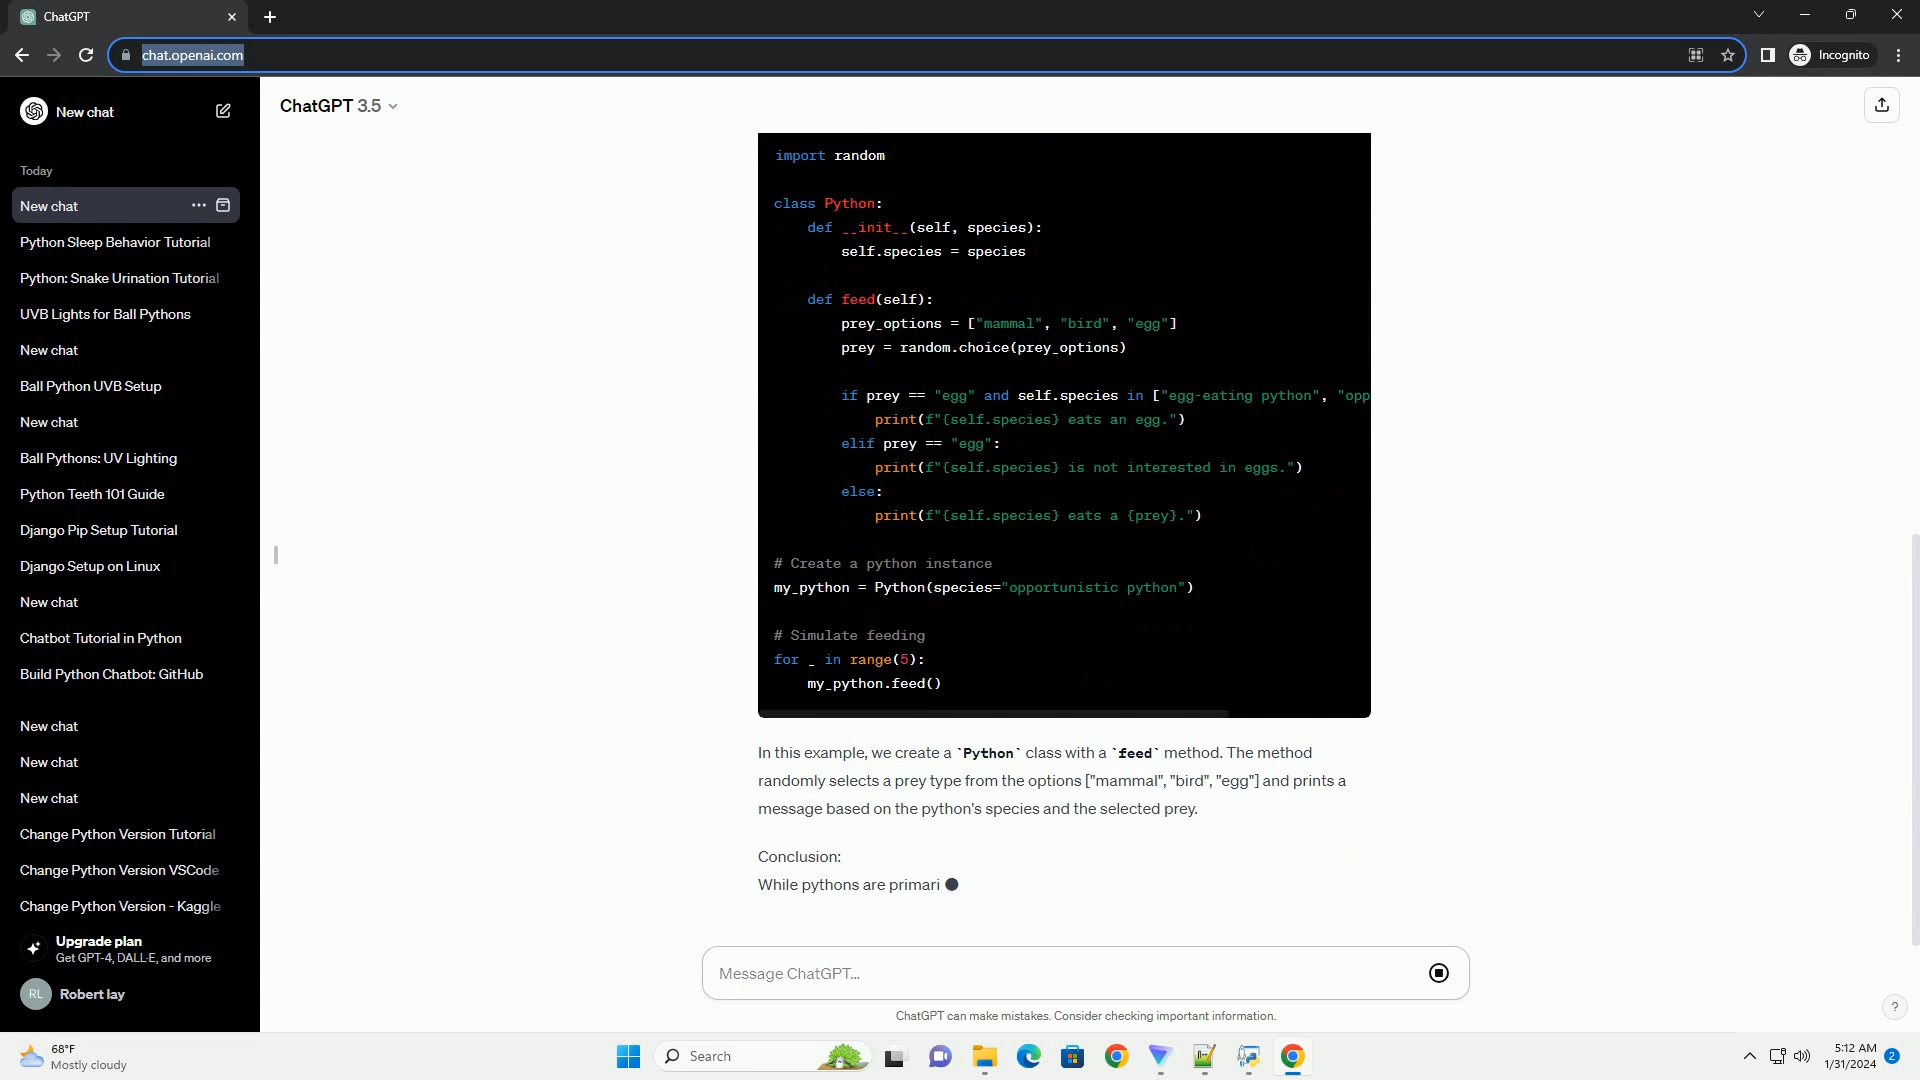 ChatGPT
chat.openai.com
Incognito
New chat
Today
New chat
Python Sleep Behavior Tutorial
Python: Snake Urination Tutorial
UVB Lights for Ball Pythons
New chat
Ball Python UVB Setup
New chat
Ball Pythons: UV Lighting
Python Teeth 101 Guide
Django Pip Setup Tutorial
Django Setup on Linux
New chat
Chatbot Tutorial in Python
Build Python Chatbot: GitHub
New chat
New chat
New chat
Change Python Version Tutorial
Change Python Version VSCode
Change Python Version - Kaggle
Upgrade plan
Get GPT-4, DALL·E, and more
RL Robert lay
ChatGPT 3.5
import random
class Python:
def __init__(self, species):
self.species = species
def feed(self):
prey_options = ["mammal", "bird", "egg"]
prey = random.choice(prey_options)
if prey == "egg" and self.species in ["egg-eating python", "opp
print(f"{self.species} eats an egg.")
elif prey == "egg":
print(f"{self.species} is not interested in eggs.")
else:
print(f"{self.species} eats a {prey}.")
# Create a python instance
my_python = Python(species="opportunistic python")
# Simulate feeding
for _ in range(5):
my_python.feed()
In this example, we create a `Python` class with a `feed` method. The method
randomly selects a prey type from the options ["mammal", "bird", "egg"] and prints a
message based on the python's species and the selected prey.
Conclusion:
While pythons are primari
Message ChatGPT...
ChatGPT can make mistakes. Consider checking important information.
?
68°F
Mostly cloudy
Search
5:12 AM
1/31/2024
2